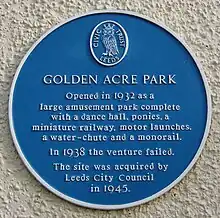 CIVIC TRUST
LEEDS
GOLDEN ACRE PARK
Opened in 1932 as a
large amusement park complete
with a dance hall, ponies, a
miniature railway, motor launches,
a water-chute and a monorail.
In 1938 the venture failed.
The site was acquired by
Leeds City Council
in 1945.